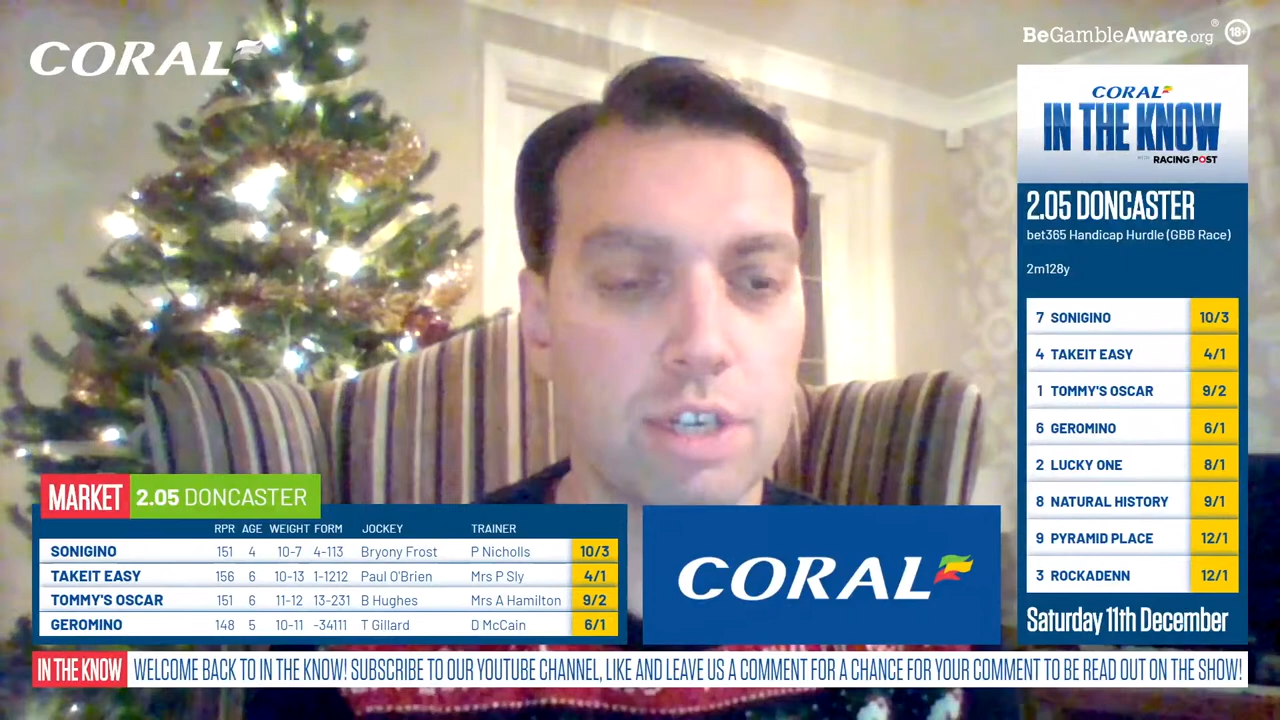 CORAL
BeGambleAware.org® 18+
CORAL
IN THE KNOW
WITH RACING POST
2.05 DONCASTER
bet365 Handicap Hurdle (GBB Race)
2m128y
7 SONIGINO 10/3
4 TAKEIT EASY 4/1
1 TOMMY'S OSCAR 9/2
6 GEROMINO 6/1
2 LUCKY ONE 8/1
8 NATURAL HISTORY 9/1
9 PYRAMID PLACE 12/1
3 ROCKADENN 12/1
Saturday 11th December
MARKET 2.05 DONCASTER
RPR AGE WEIGHT FORM JOCKEY TRAINER
SONIGINO 151 4 10-7 4-113 Bryony Frost P Nicholls 10/3
TAKEIT EASY 156 6 10-13 1-1212 Paul O'Brien Mrs P Sly 4/1
TOMMY'S OSCAR 151 6 11-12 13-231 B Hughes Mrs A Hamilton 9/2
GEROMINO 148 5 10-11 -34111 T Gillard D McCain 6/1
CORAL
IN THE KNOW WELCOME BACK TO IN THE KNOW! SUBSCRIBE TO OUR YOUTUBE CHANNEL, LIKE AND LEAVE US A COMMENT FOR A CHANCE FOR YOUR COMMENT TO BE READ OUT ON THE SHOW!